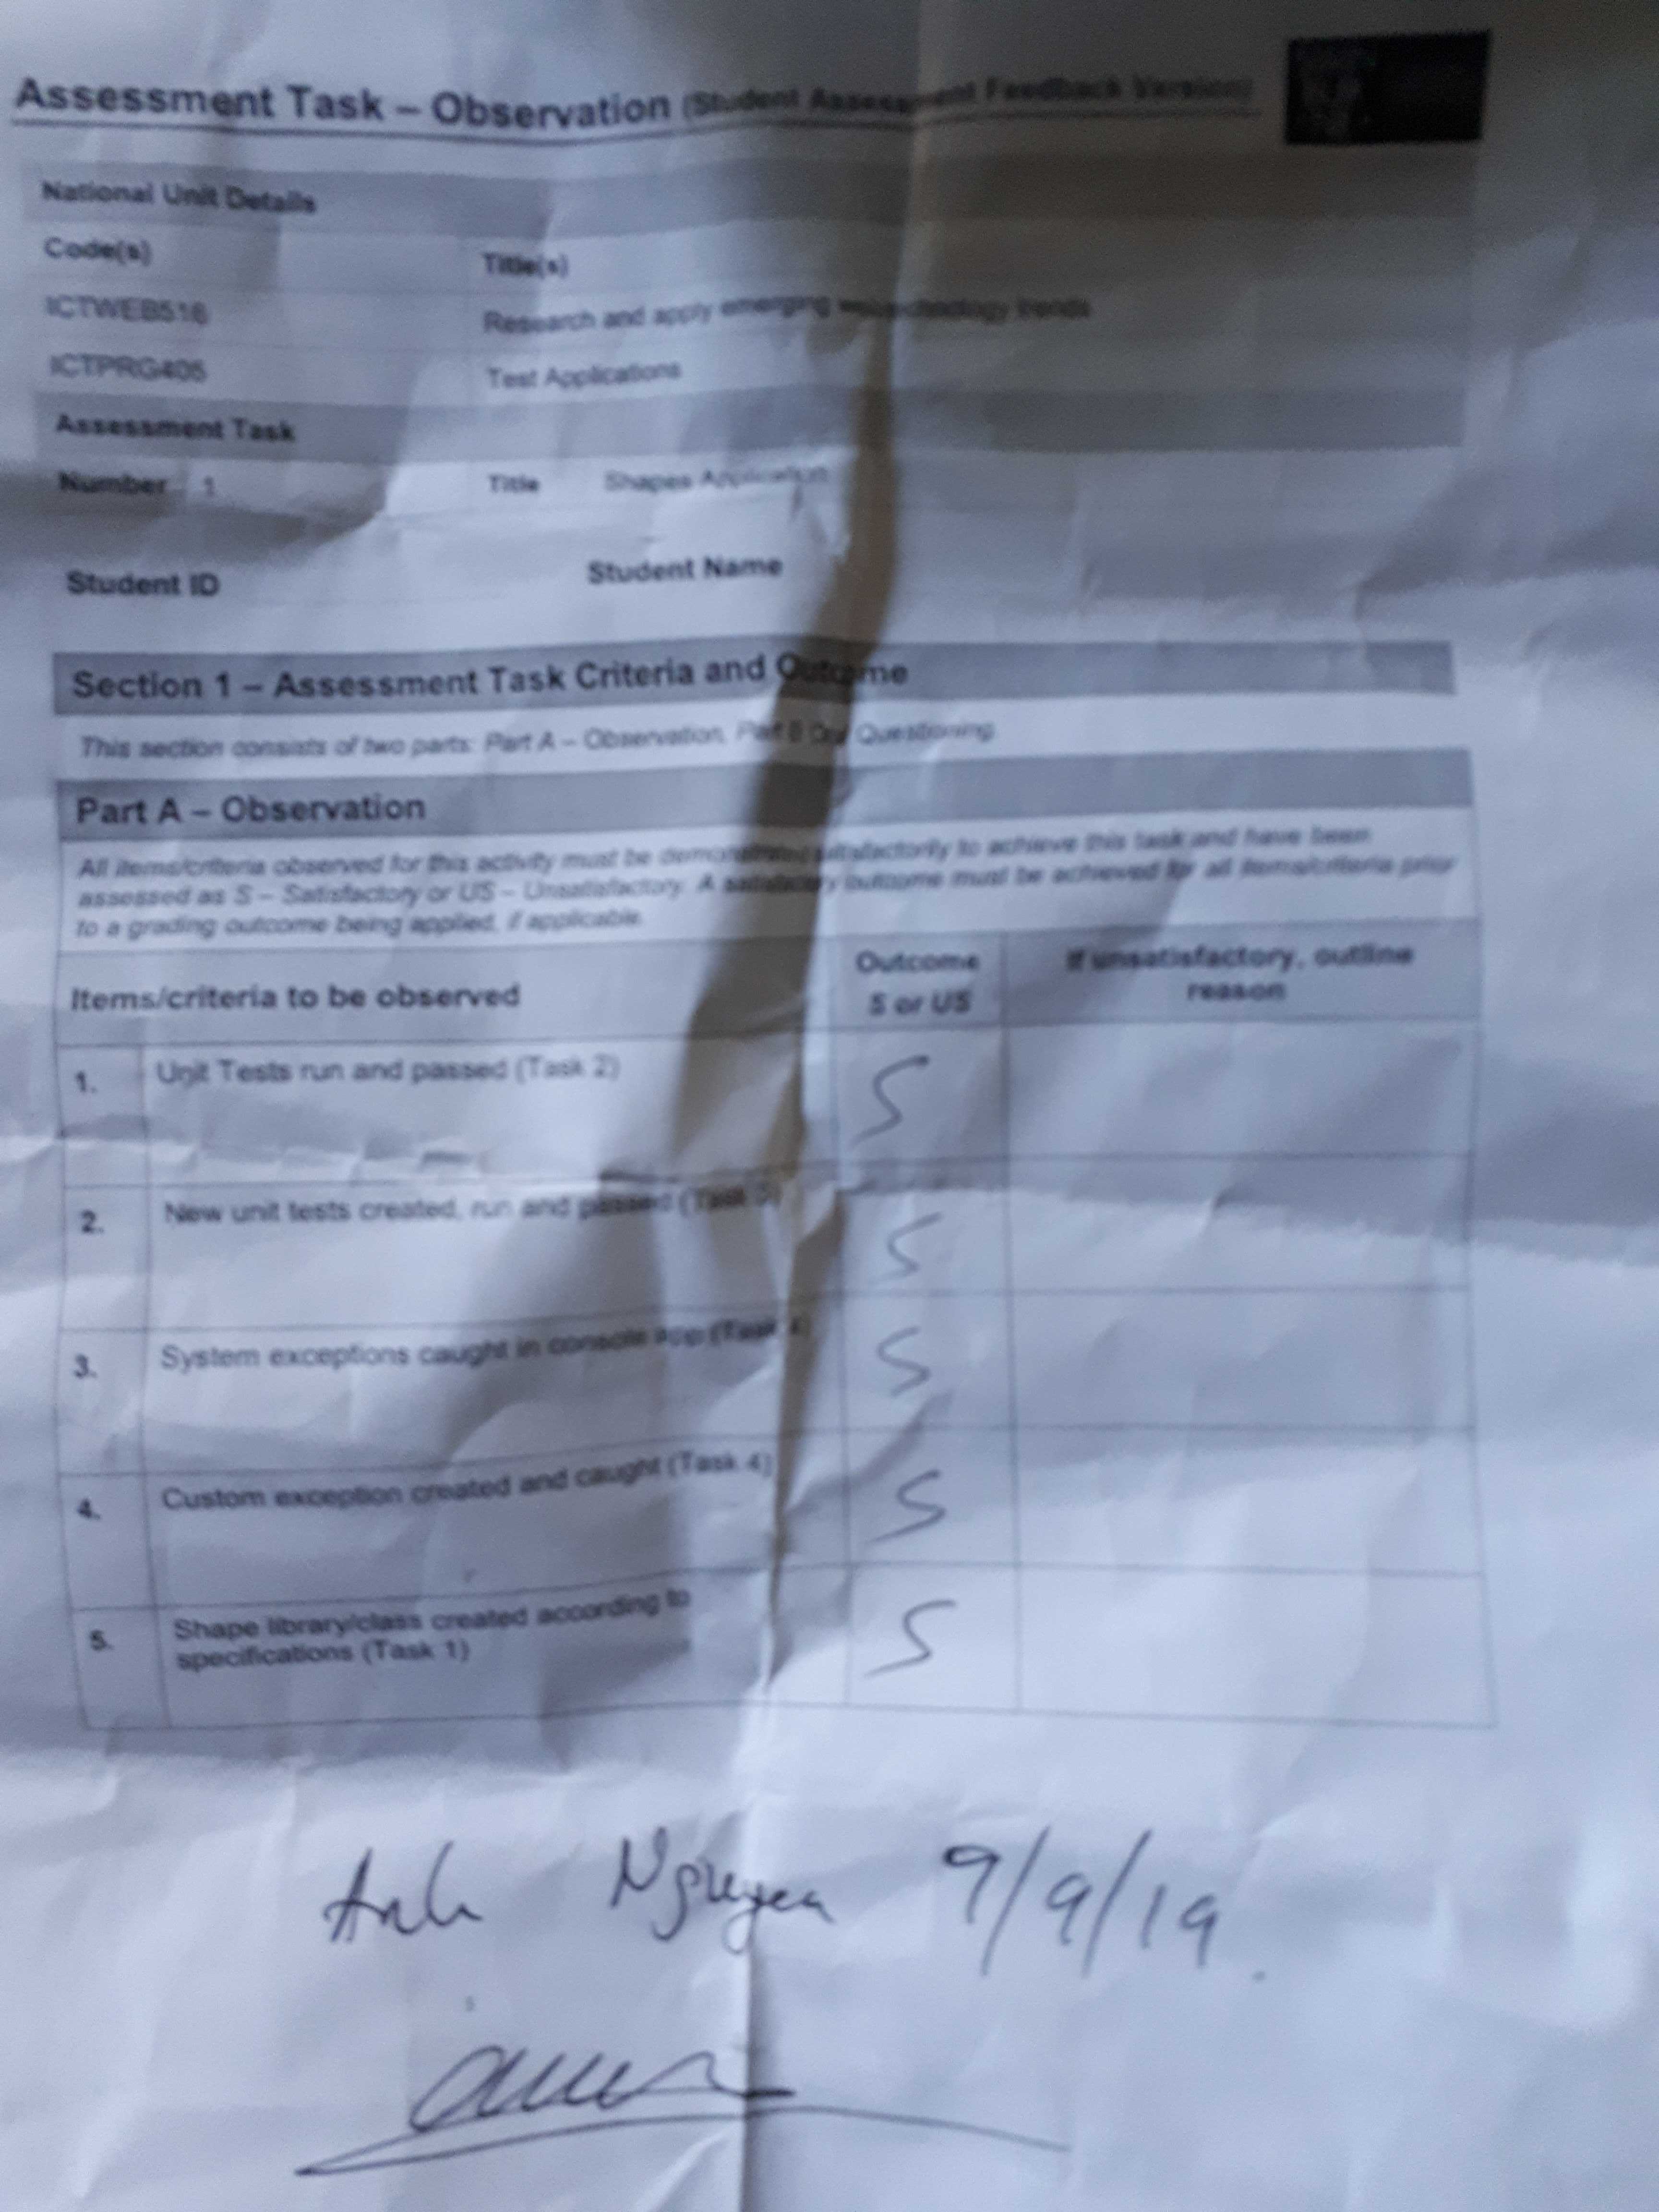 Assessment Task – Observation (Student Assessment Feedback Version)
National Unit Details
Code(s) Title(s)
ICTWEB516 Research and apply emerging web technology trends
ICTPRG405 Test Applications
Assessment Task
Number 1 Title Shapes Application
Student ID Student Name
Section 1 – Assessment Task Criteria and Outcome
This section consists of two parts: Part A – Observation, Part B Questioning.
Part A – Observation
All items/criteria observed for this activity must be demonstrated satisfactorily to achieve this task and have been
assessed as S – Satisfactory or US – Unsatisfactory. A satisfactory outcome must be achieved for all items/criteria prior
to a grading outcome being applied, if applicable.
Items/criteria to be observed Outcome S or US If unsatisfactory, outline reason
1. Unit Tests run and passed (Task 2) S
2. New unit tests created, run and passed (Task 3) S
3. System exceptions caught in console app (Task 4) S
4. Custom exception created and caught (Task 4) S
5. Shape library/class created according to
specifications (Task 1) S
Anh Nguyen 9/9/19.